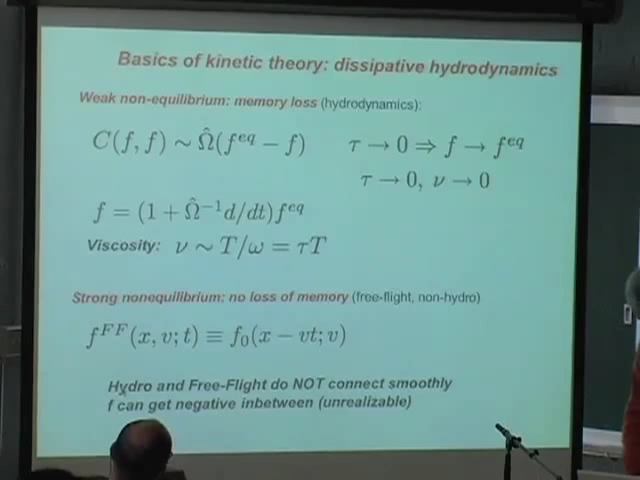 Basics of kinetic theory: dissipative hydrodynamics
Weak non-equilibrium: memory loss (hydrodynamics):
C(f, f) ∼ Ω̂(f^{eq} − f)    τ → 0 ⇒ f → f^{eq}
τ → 0, ν → 0
f = (1 + Ω̂^{−1}d/dt)f^{eq}
Viscosity: ν ∼ T/ω = τT
Strong nonequilibrium: no loss of memory (free-flight, non-hydro)
f^{FF}(x, v; t) ≡ f_0(x − vt; v)
Hydro and Free-Flight do NOT connect smoothly
f can get negative inbetween (unrealizable)